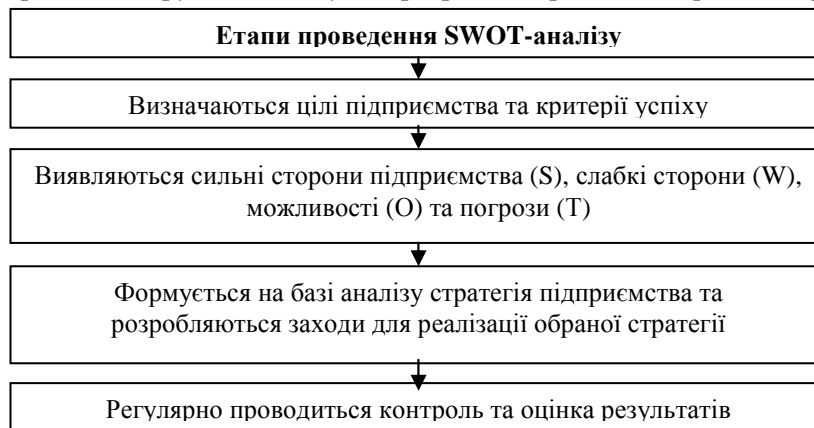 Етапи проведення SWOT-аналізу
Визначаються цілі підприємства та критерії успіху
Виявляються сильні сторони підприємства (S), слабкі сторони (W),
можливості (O) та погрози (T)
Формується на базі аналізу стратегія підприємства та
розробляються заходи для реалізації обраної стратегії
Регулярно проводиться контроль та оцінка результатів